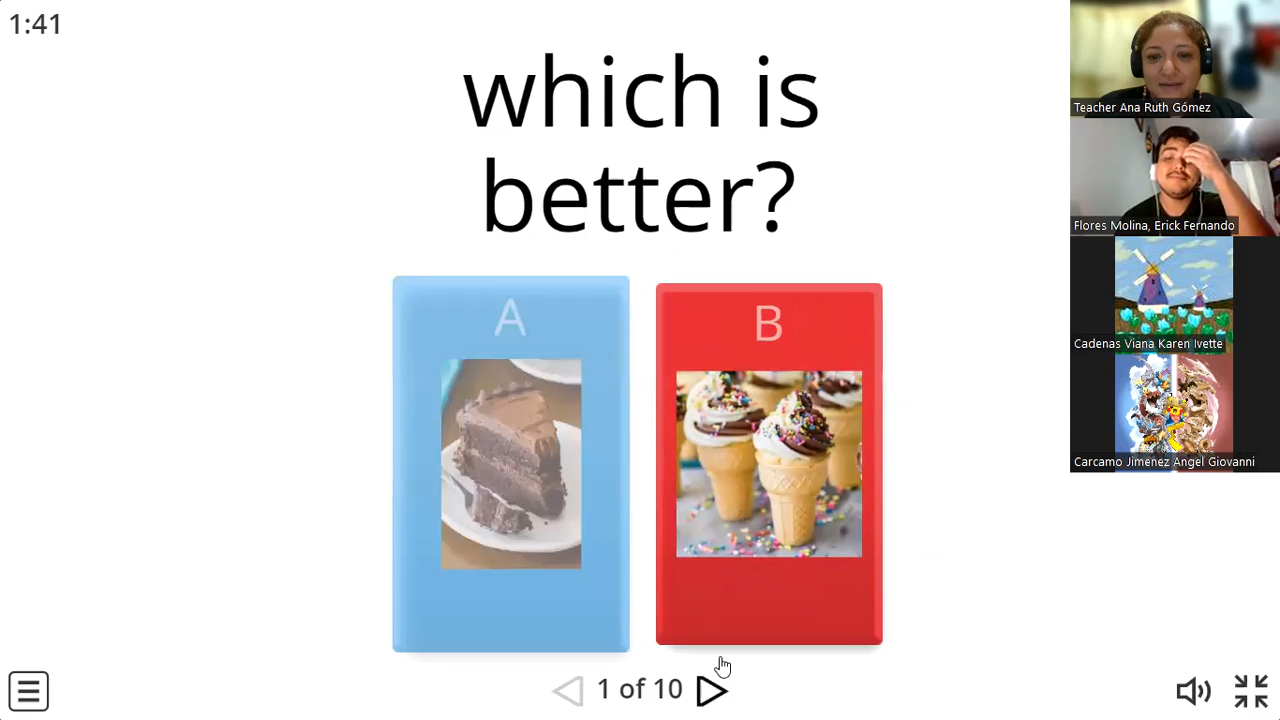 1:41
which is
better?
A
B
1 of 10
Teacher Ana Ruth Gómez
Flores Molina, Erick Fernando
Cadenas Viana Karen Ivette
Carcamo Jimenez Angel Giovanni